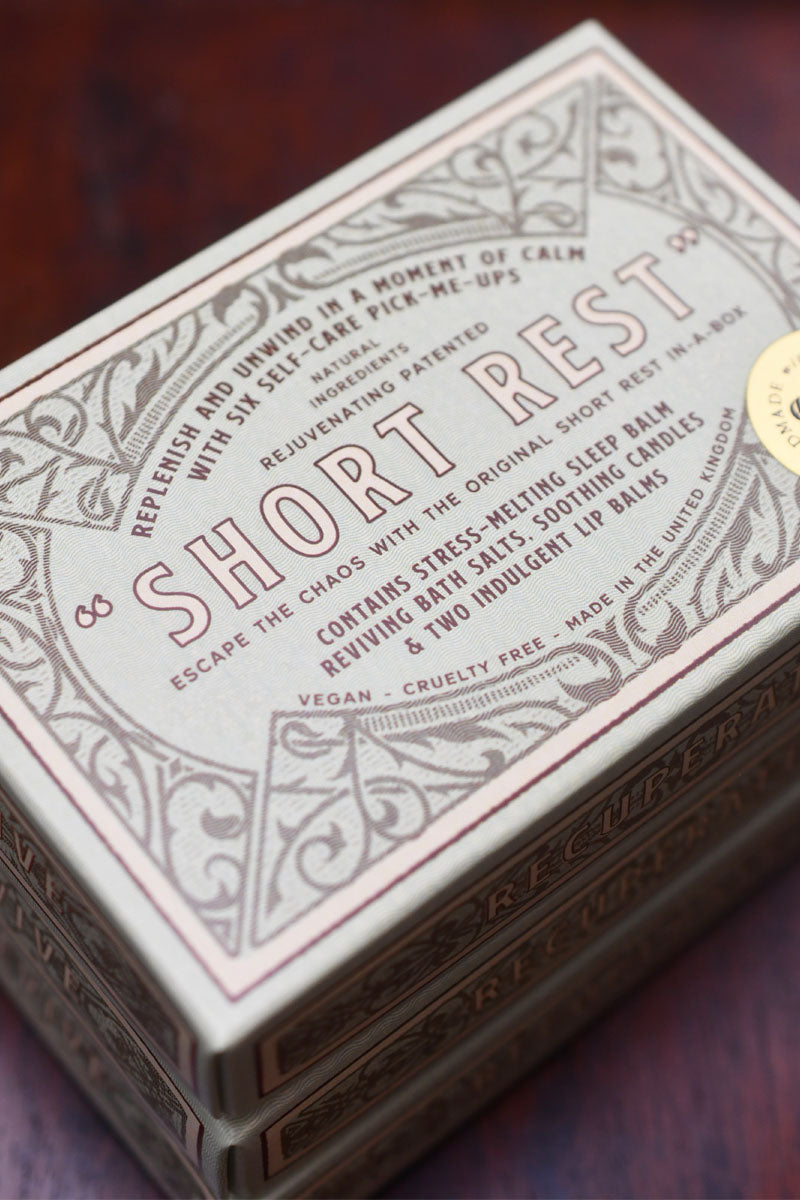 REPLENISH AND UNWIND IN A MOMENT OF CALM
WITH SIX SELF-CARE PICK-ME-UPS
NATURAL
INGREDIENTS
REJUVENATING PATENTED
“SHORT REST”
ESCAPE THE CHAOS WITH THE ORIGINAL SHORT REST IN-A-BOX
CONTAINS STRESS-MELTING SLEEP BALM
REVIVING BATH SALTS, SOOTHING CANDLES
& TWO INDULGENT LIP BALMS
VEGAN - CRUELTY FREE - MADE IN THE UNITED KINGDOM